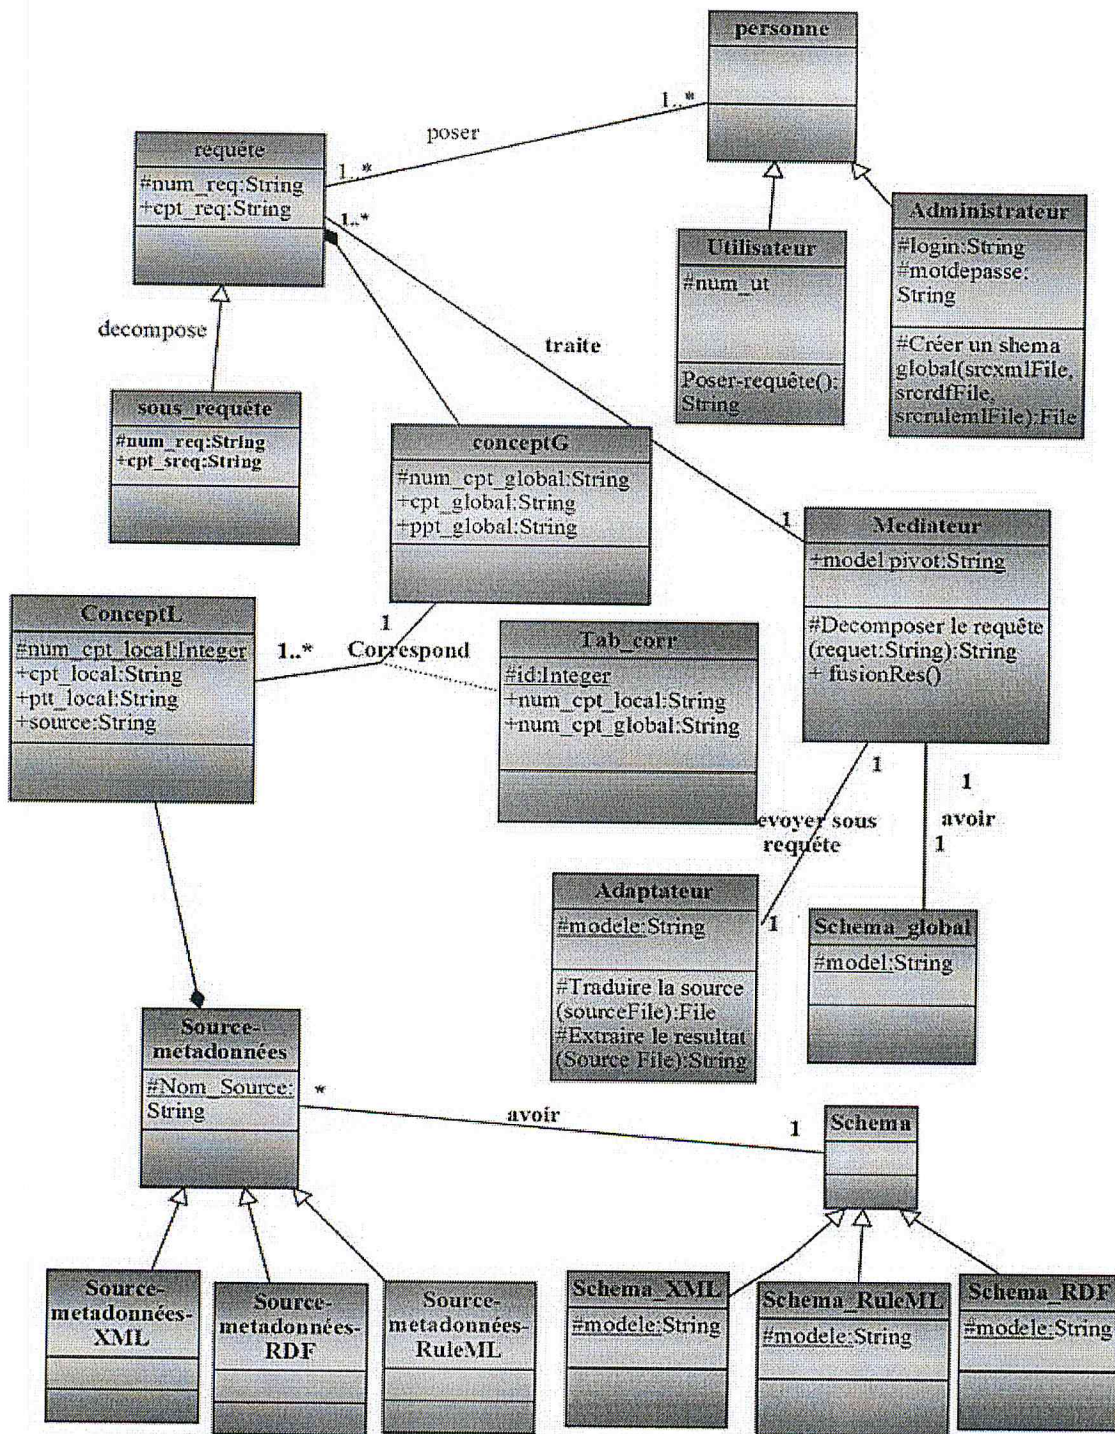 personne
1..*
poser
requête
#num_req:String
+cpt_req:String
1..*
1..*
Administrateur
#login:String
#motdepasse:
String
#Créer un shema
global(srcxmlFile,
srcrdfFile,
srcrulemlFile):File
Utilisateur
#num_ut
Poser-requête():
String
decompose
traite
sous_requête
#num_req:String
+cpt_sreq:String
conceptG
#num_cpt_global:String
+cpt_global:String
+ppt_global:String
1
Mediateur
+model pivot:String
#Decomposer le requête
(requet:String):String
+ fusionRes()
ConceptL
#num_cpt_local:Integer
+cpt_local:String
+ptt_local:String
+source:String
1..*
1
Correspond
Tab_corr
#id:Integer
+num_cpt_local:String
+num_cpt_global:String
1
1
evoyer sous
requête
avoir
1
1
Adaptateur
#modele:String
#Traduire la source
(sourceFile):File
#Extraire le resultat
(Source File):String
Schema_global
#model:String
Source-
metadonnées
#Nom_Source:
String
*
avoir
1
Schema
Source-
metadonnées-
XML
Source-
metadonnées-
RDF
Source-
metadonnées-
RuleML
Schema_XML
#modele:String
Schema_RuleML
#modele:String
Schema_RDF
#modele:String